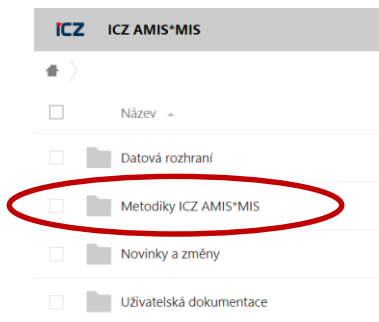 ICZ ICZ AMIS*MIS
Název
Datová rozhraní
Metodiky ICZ AMIS*MIS
Novinky a změny
Uživatelská dokumentace